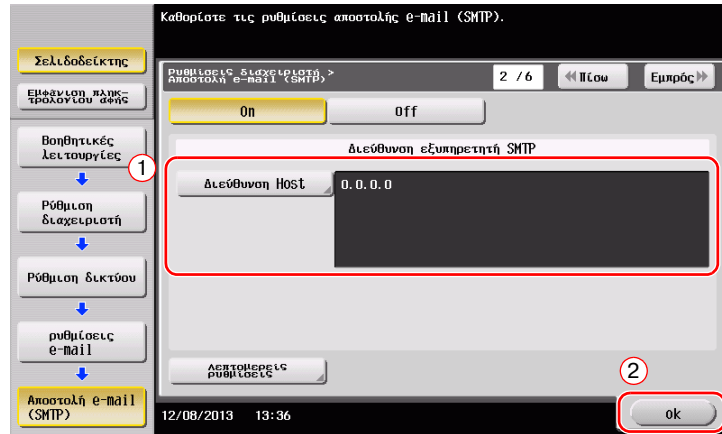 Καθορίστε τις ρυθμίσεις αποστολής e-mail (SMTP).
Σελιδοδείκτης
Εμφάνιση πληκ-
τρολογίου αφής
Ρυθμίσεις διαχειριστή >
Αποστολή e-mail (SMTP)
2 /6
Πίσω
Εμπρός
On
Off
Βοηθητικές
λειτουργίες
1
Διεύθυνση εξυπηρετητή SMTP
Διεύθυνση Host
0.0.0.0
Ρύθμιση
διαχειριστή
Ρύθμιση δικτύου
ρυθμίσεις
e-mail
Λεπτομερείς
ρυθμίσεις
2
Αποστολή e-mail
(SMTP)
12/08/2013 13:36
ok